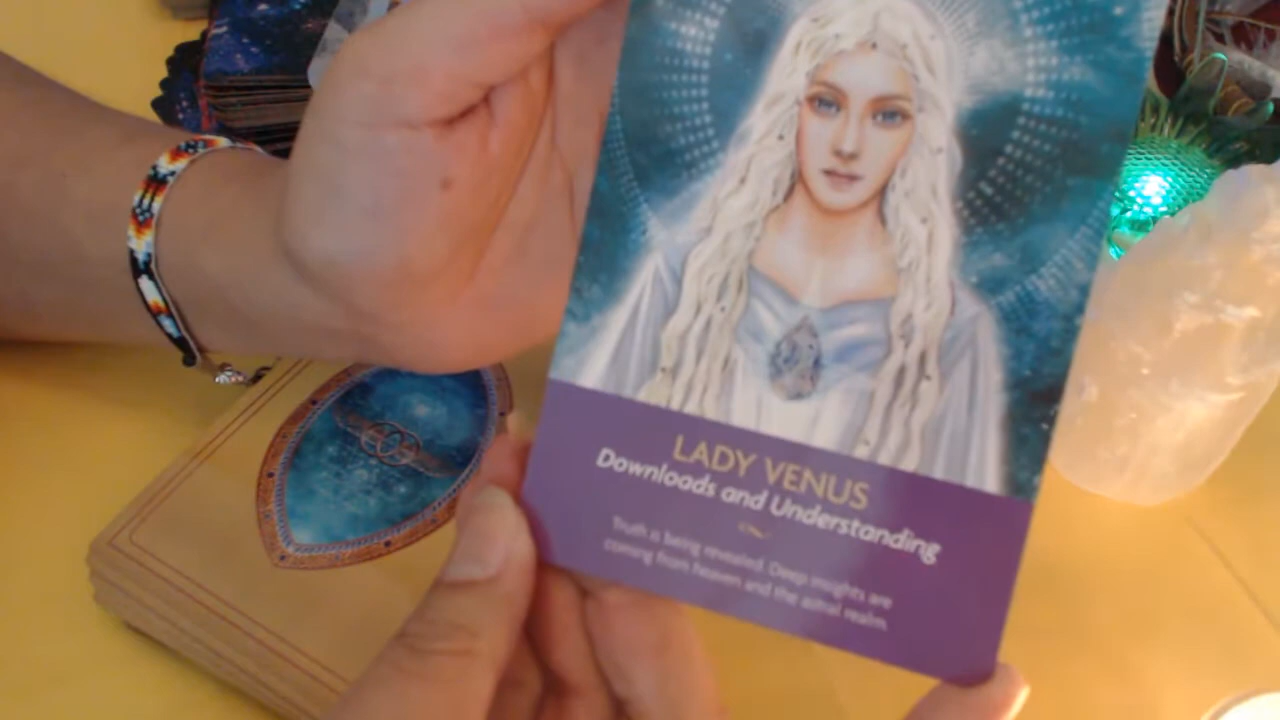 LADY VENUS
Downloads and Understanding
Truth is being revealed. Deep insights are
coming from heaven and the astral realm.